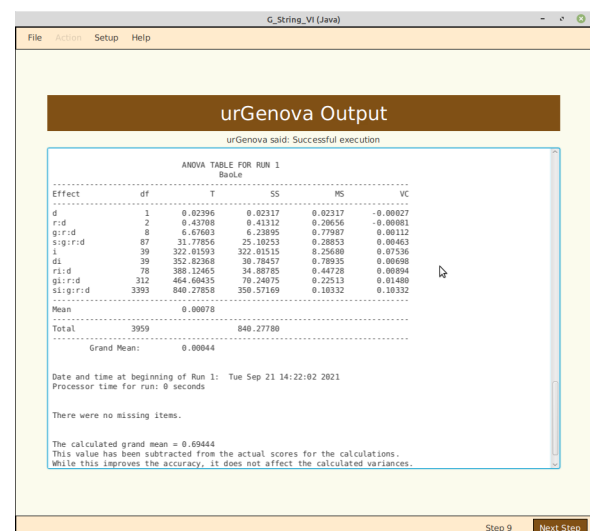 G_String_VI (Java)
File Action Setup Help
urGenova Output
urGenova said: Successful execution
ANOVA TABLE FOR RUN 1
BaoLe
Effect df T SS MS VC
d 1 0.02396 0.02317 0.02317 -0.00027
r:d 2 0.43708 0.41312 0.20656 -0.00081
g:r:d 8 6.67603 6.23895 0.77987 0.00112
s:g:r:d 87 31.77856 25.10253 0.28853 0.00463
i 39 322.01593 322.01515 8.25680 0.07536
di 39 352.82368 30.78457 0.78935 0.00698
ri:d 78 388.12465 34.88785 0.44728 0.00894
gi:r:d 312 464.60435 70.24075 0.22513 0.01480
si:g:r:d 3393 840.27858 350.57169 0.10332 0.10332
Mean 0.00078
Total 3959 840.27780
Grand Mean: 0.00044
Date and time at beginning of Run 1: Tue Sep 21 14:22:02 2021
Processor time for run: 0 seconds
There were no missing items.
The calculated grand mean = 0.69444
This value has been subtracted from the actual scores for the calculations.
While this improves the accuracy, it does not affect the calculated variances.
Step 9 Next Step